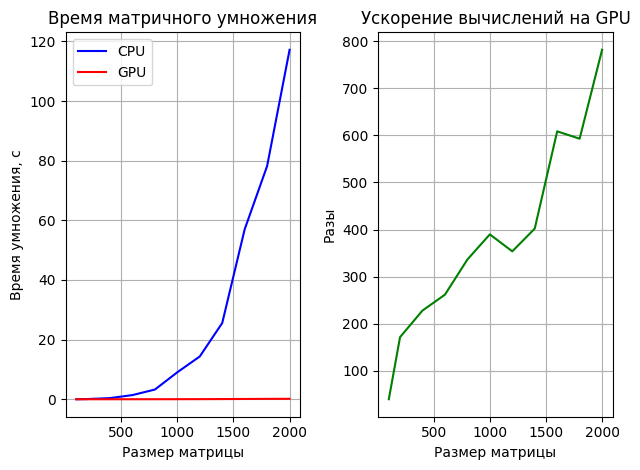 Время матричного умножения
Время умножения, с
120
100
80
60
40
20
0
CPU
GPU
500
1000
1500
2000
Размер матрицы
Ускорение вычислений на GPU
Разы
800
700
600
500
400
300
200
100
500
1000
1500
2000
Размер матрицы